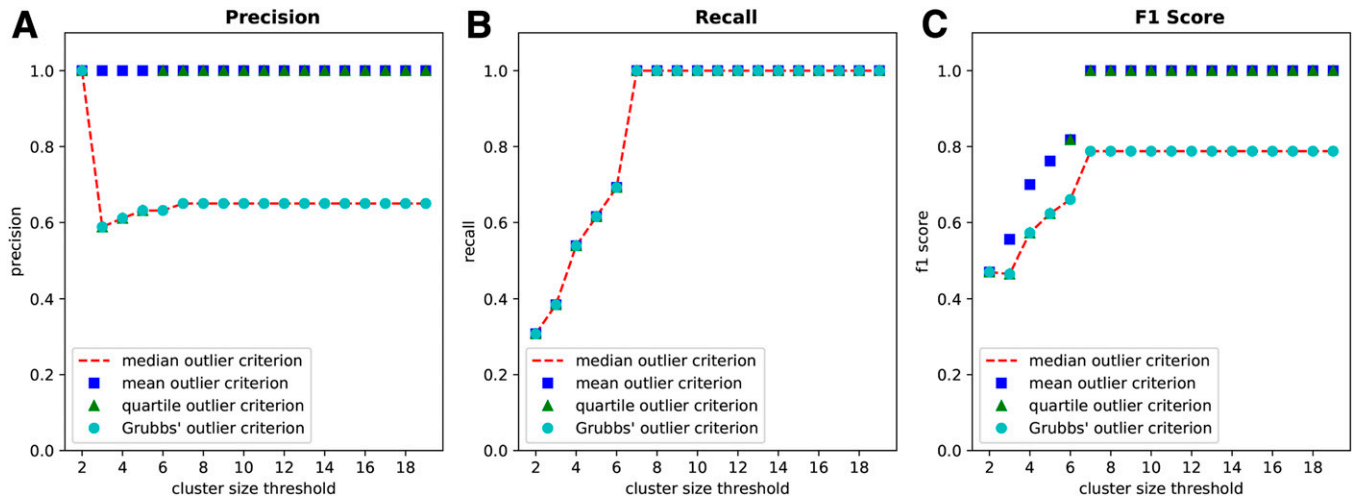 A
Precision
precision
1.0
0.8
0.6
0.4
0.2
0.0
median outlier criterion
mean outlier criterion
quartile outlier criterion
Grubbs' outlier criterion
2 4 6 8 10 12 14 16 18
cluster size threshold
B
Recall
recall
1.0
0.8
0.6
0.4
0.2
0.0
median outlier criterion
mean outlier criterion
quartile outlier criterion
Grubbs' outlier criterion
2 4 6 8 10 12 14 16 18
cluster size threshold
C
F1 Score
f1 score
1.0
0.8
0.6
0.4
0.2
0.0
median outlier criterion
mean outlier criterion
quartile outlier criterion
Grubbs' outlier criterion
2 4 6 8 10 12 14 16 18
cluster size threshold